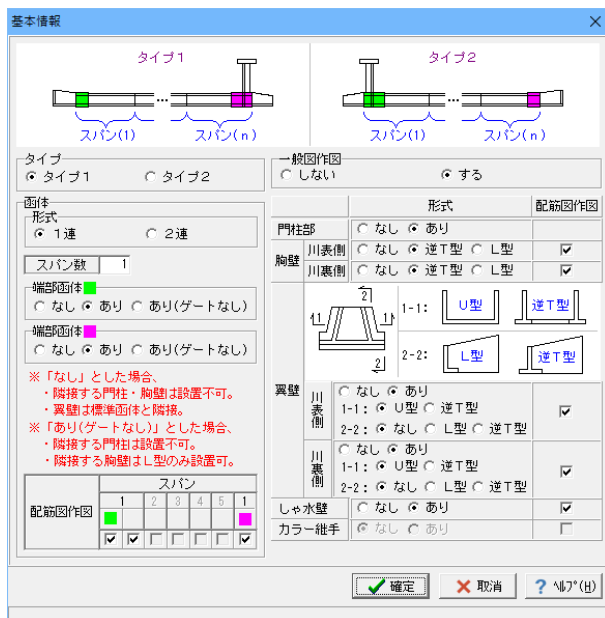 基本情報
タイプ1
タイプ2
スパン(1) スパン(n)
スパン(1) スパン(n)
タイプ
タイプ1 タイプ2
函体
形式
1連 2連
スパン数 1
端部函体
なし あり あり(ゲートなし)
端部函体
なし あり あり(ゲートなし)
※「なし」とした場合、
・隣接する門柱・胸壁は設置不可。
・翼壁は標準函体と隣接。
※「あり(ゲートなし)」とした場合、
・隣接する門柱は設置不可。
・隣接する胸壁はL型のみ設置可。
配筋図作図
スパン
1 2 3 4 5 1
一般図作図
しない する
形式 配筋図作図
門柱部 なし あり
胸壁
川表側 なし 逆T型 L型
川裏側 なし 逆T型 L型
翼壁
2 1 1 2
1-1: U型 逆T型
2-2: L型 逆T型
川表側
なし あり
1-1: U型 逆T型
2-2: なし L型 逆T型
川裏側
なし あり
1-1: U型 逆T型
2-2: なし L型 逆T型
しゃ水壁 なし あり
カラー継手 なし あり
確定 取消 ? ヘルプ(H)